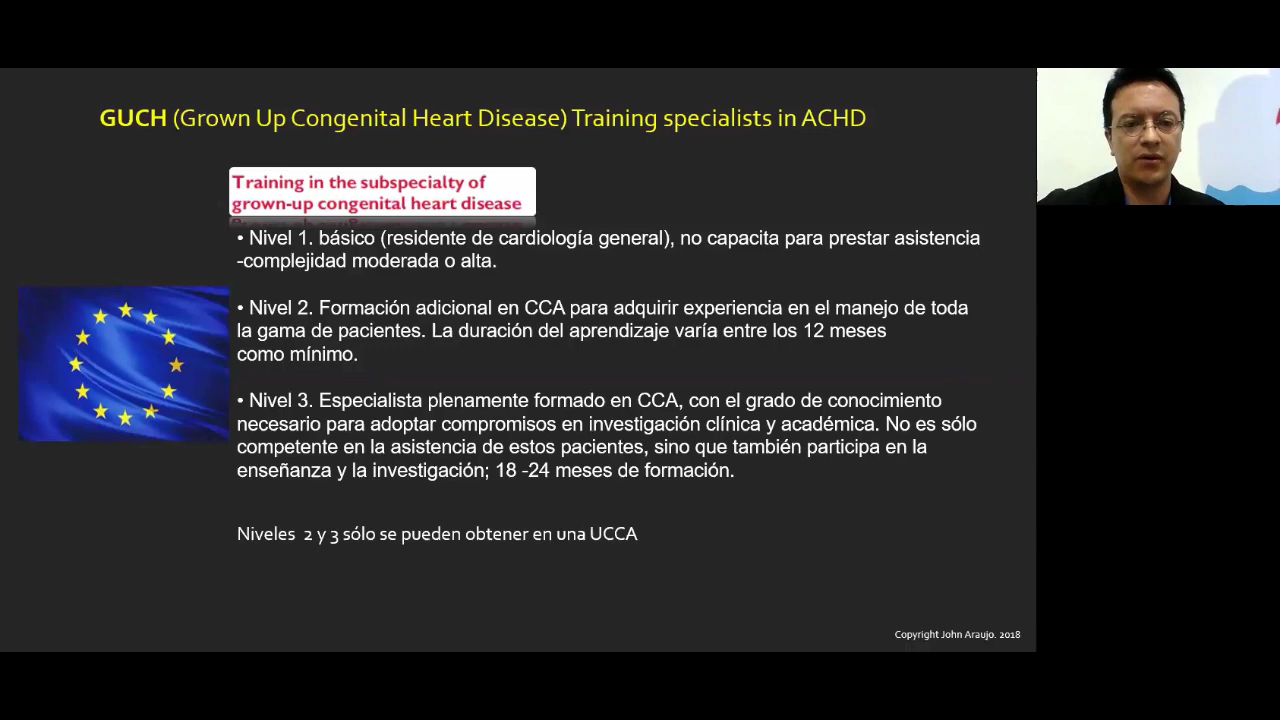 GUCH (Grown Up Congenital Heart Disease) Training specialists in ACHD
Training in the subspecialty of
grown-up congenital heart disease
• Nivel 1. básico (residente de cardiología general), no capacita para prestar asistencia
-complejidad moderada o alta.
• Nivel 2. Formación adicional en CCA para adquirir experiencia en el manejo de toda
la gama de pacientes. La duración del aprendizaje varía entre los 12 meses
como mínimo.
• Nivel 3. Especialista plenamente formado en CCA, con el grado de conocimiento
necesario para adoptar compromisos en investigación clínica y académica. No es sólo
competente en la asistencia de estos pacientes, sino que también participa en la
enseñanza y la investigación; 18 -24 meses de formación.
Niveles 2 y 3 sólo se pueden obtener en una UCCA
Copyright John Araujo. 2018